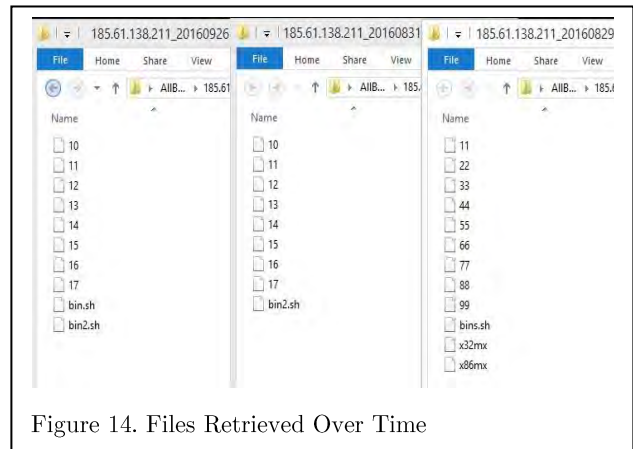 185.61.138.211_20160926
File Home Share View
AllB... 185.61
Name
10
11
12
13
14
15
16
17
bin.sh
bin2.sh
185.61.138.211_20160831
File Home Share View
AllB... 185.
Name
10
11
12
13
14
15
16
17
bin2.sh
185.61.138.211_20160829
File Home Share View
AllB... 185.6
Name
11
22
33
44
55
66
77
88
99
bins.sh
x32mx
x86mx
Figure 14. Files Retrieved Over Time